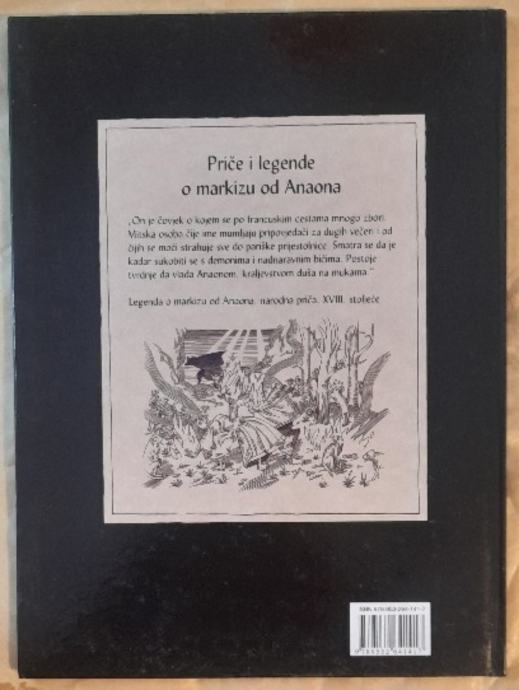 Priče i legende
o markizu od Anaona
„On je čovjek o kojem se po francuskim cestama mnogo zbori.
Mitska osoba čije ime mumljaju pripovjedači za dugih večeri i od
čijih se moći strahuje sve do pariške prijestolnice. Smatra se da je
kadar sukobiti se s demonima i nadnaravnim bićima. Postoje
tvrdnje da vlada Anaonom, kraljevstvom duša na mukama.“
Legenda o markizu od Anaona, narodna priča, XVIII. stoljeće
ISBN